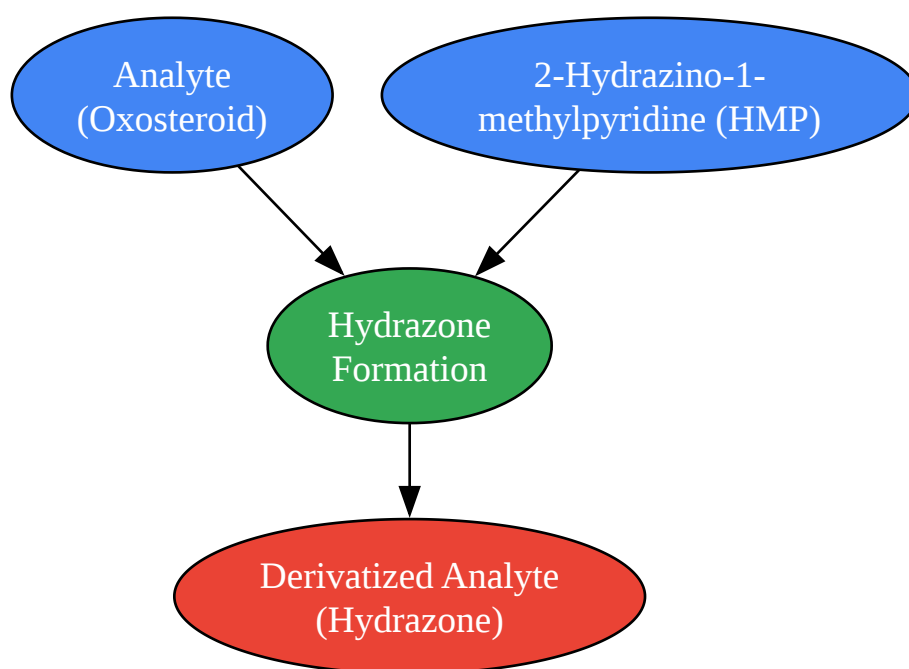 Analyte
(Oxosteroid)
2-Hydrazino-1-
methylpyridine (HMP)
Hydrazone
Formation
Derivatized Analyte
(Hydrazone)